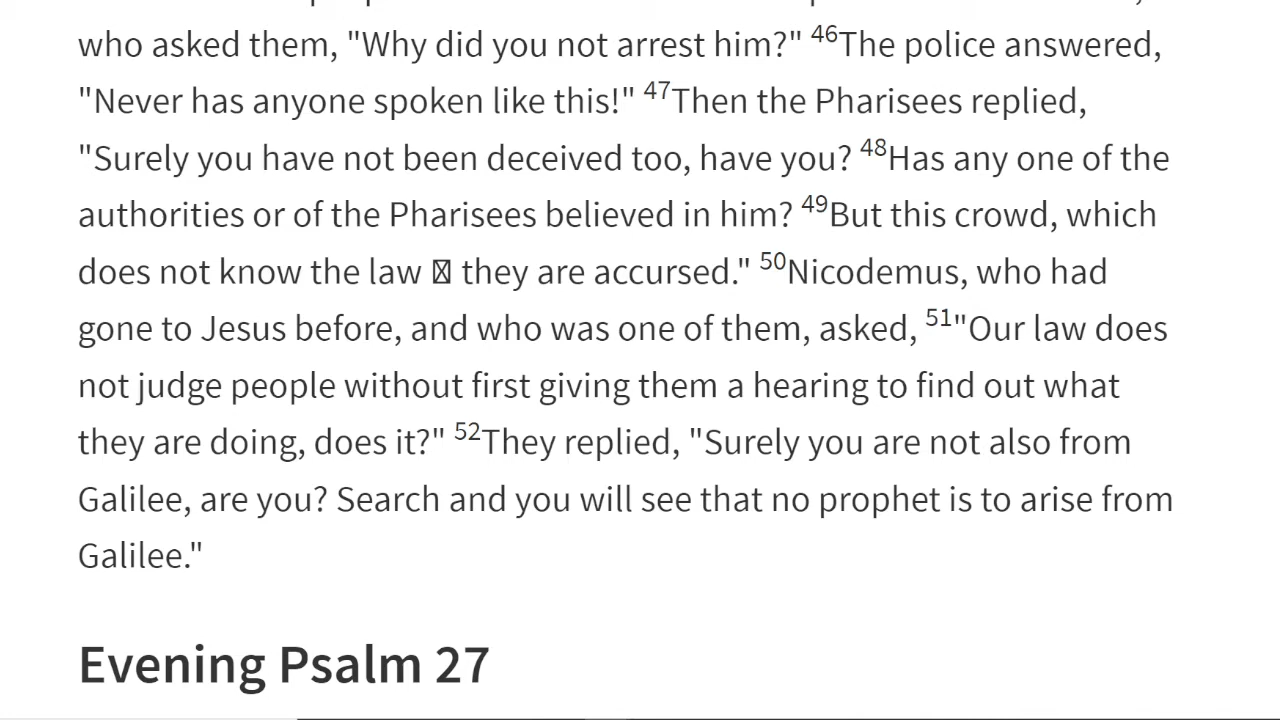 who asked them, "Why did you not arrest him?" 46The police answered,
"Never has anyone spoken like this!" 47Then the Pharisees replied,
"Surely you have not been deceived too, have you? 48Has any one of the
authorities or of the Pharisees believed in him? 49But this crowd, which
does not know the law  they are accursed." 50Nicodemus, who had
gone to Jesus before, and who was one of them, asked, 51"Our law does
not judge people without first giving them a hearing to find out what
they are doing, does it?" 52They replied, "Surely you are not also from
Galilee, are you? Search and you will see that no prophet is to arise from
Galilee."
Evening Psalm 27